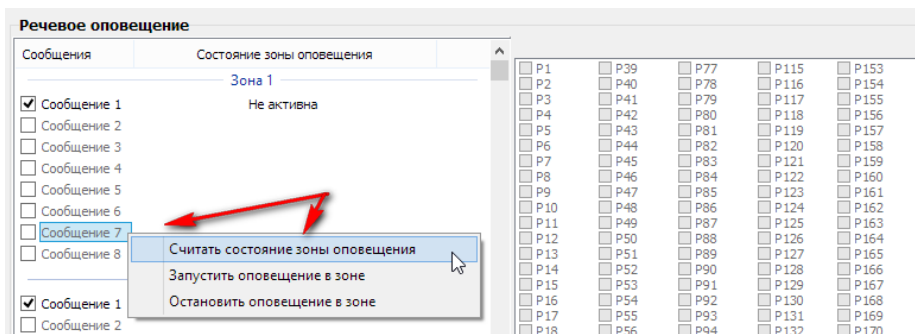 Речевое оповещение
Сообщения Состояние зоны оповещения
Зона 1
Сообщение 1 Не активна
Сообщение 2
Сообщение 3
Сообщение 4
Сообщение 5
Сообщение 6
Сообщение 7
Сообщение 8
Считать состояние зоны оповещения
Запустить оповещение в зоне
Остановить оповещение в зоне
Сообщение 1
Сообщение 2
P1 P39 P77 P115 P153
P2 P40 P78 P116 P154
P3 P41 P79 P117 P155
P4 P42 P80 P118 P156
P5 P43 P81 P119 P157
P6 P44 P82 P120 P158
P7 P45 P83 P121 P159
P8 P46 P84 P122 P160
P9 P47 P85 P123 P161
P10 P48 P86 P124 P162
P11 P49 P87 P125 P163
P12 P50 P88 P126 P164
P13 P51 P89 P127 P165
P14 P52 P90 P128 P166
P15 P53 P91 P129 P167
P16 P54 P92 P130 P168
P17 P55 P93 P131 P169
P18 P56 P94 P132 P170